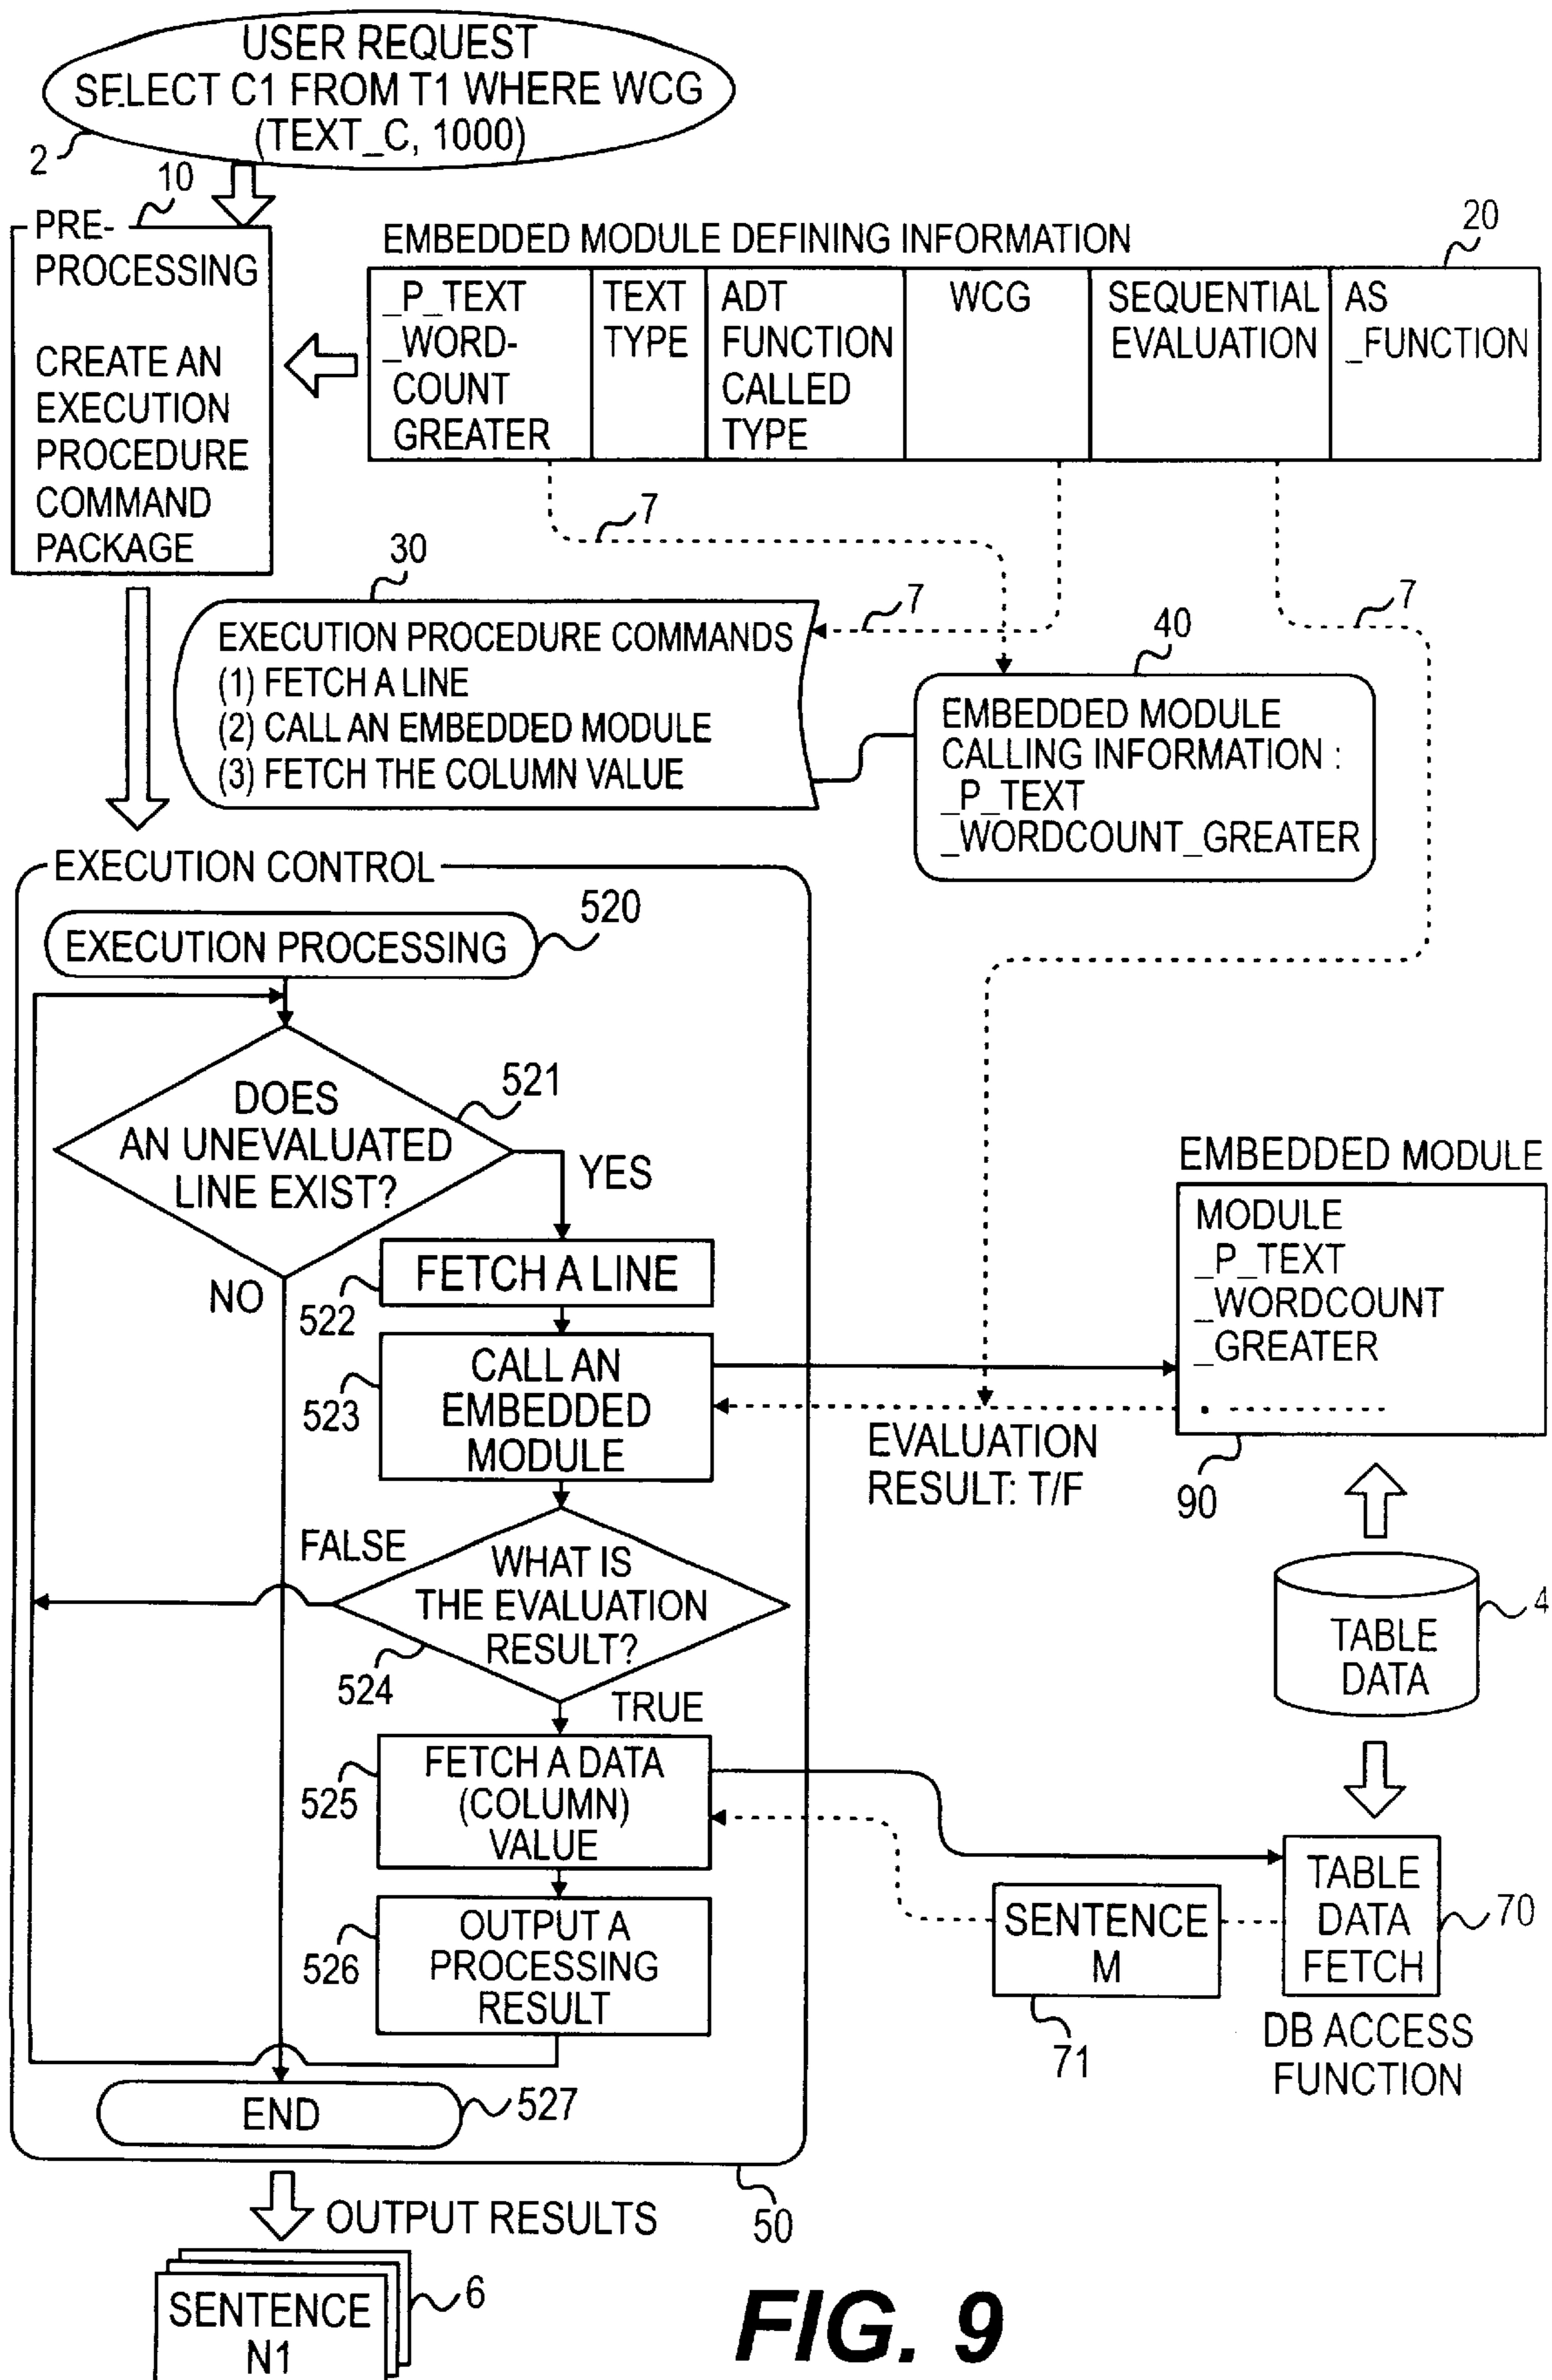 USER REQUEST
SELECT C1 FROM T1 WHERE WCG
(TEXT_C, 1000)
2
10
PRE-
PROCESSING
CREATE AN
EXECUTION
PROCEDURE
COMMAND
PACKAGE
EMBEDDED MODULE DEFINING INFORMATION
20
_P_TEXT
_WORD-
COUNT
GREATER
TEXT
TYPE
ADT
FUNCTION
CALLED
TYPE
WCG
SEQUENTIAL
EVALUATION
AS
_FUNCTION
7
7
7
30
EXECUTION PROCEDURE COMMANDS
(1) FETCH A LINE
(2) CALL AN EMBEDDED MODULE
(3) FETCH THE COLUMN VALUE
40
EMBEDDED MODULE
CALLING INFORMATION :
_P_TEXT
_WORDCOUNT_GREATER
EXECUTION CONTROL
EXECUTION PROCESSING
520
DOES
AN UNEVALUATED
LINE EXIST?
521
YES
NO
FETCH A LINE
522
CALL AN
EMBEDDED
MODULE
523
EMBEDDED MODULE
MODULE
_P_TEXT
_WORDCOUNT
_GREATER
EVALUATION
RESULT: T/F
90
FALSE
WHAT IS
THE EVALUATION
RESULT?
524
TRUE
TABLE
DATA
4
FETCH A DATA
(COLUMN)
VALUE
525
OUTPUT A
PROCESSING
RESULT
526
SENTENCE
M
71
TABLE
DATA
FETCH
70
DB ACCESS
FUNCTION
END
527
50
OUTPUT RESULTS
SENTENCE
N1
6
FIG. 9